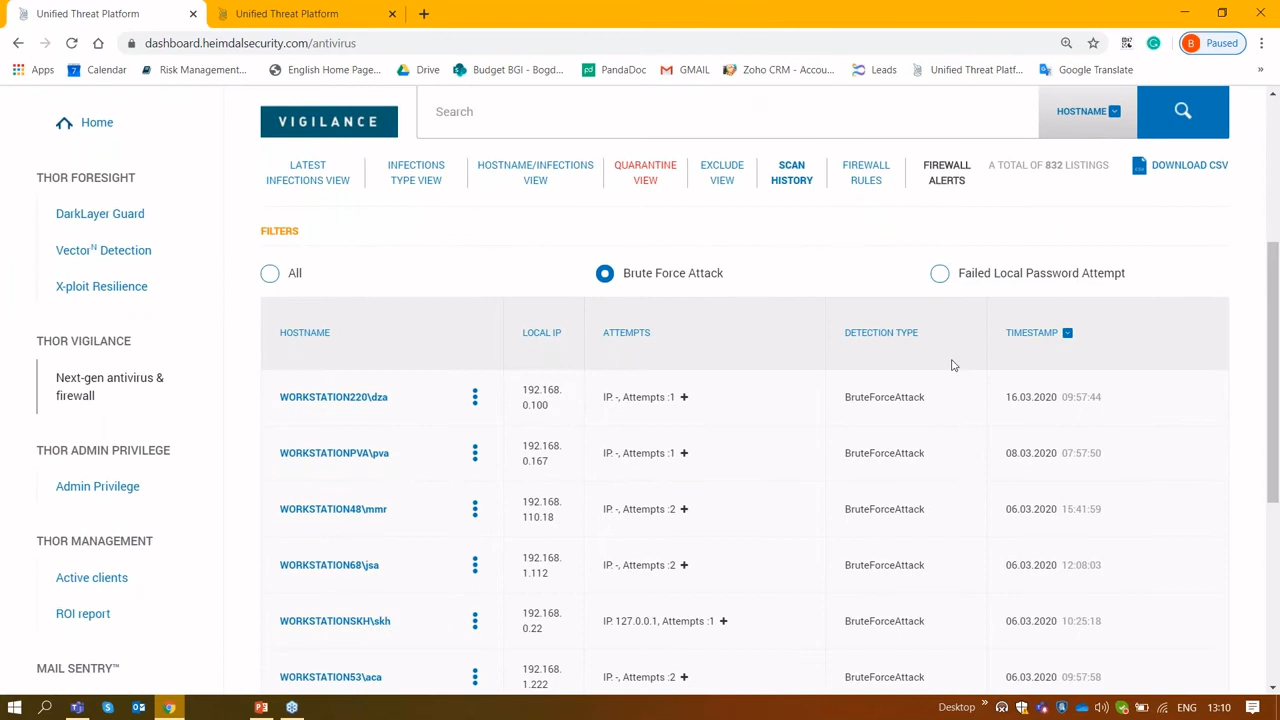 Unified Threat Platform
Unified Threat Platform
dashboard.heimdalsecurity.com/antivirus
B Paused
Apps
7 Calendar
Risk Management...
English Home Page...
Drive
Budget BGI - Bogd...
PandaDoc
GMAIL
Zoho CRM - Accou...
Leads
Unified Threat Platf...
Google Translate
»
Home
VIGILANCE
Search
HOSTNAME
LATEST
INFECTIONS VIEW
INFECTIONS
TYPE VIEW
HOSTNAME/INFECTIONS
VIEW
QUARANTINE
VIEW
EXCLUDE
VIEW
SCAN
HISTORY
FIREWALL
RULES
FIREWALL
ALERTS
A TOTAL OF 832 LISTINGS
DOWNLOAD CSV
THOR FORESIGHT
DarkLayer Guard
VectorN Detection
X-ploit Resilience
THOR VIGILANCE
Next-gen antivirus &
firewall
THOR ADMIN PRIVILEGE
Admin Privilege
THOR MANAGEMENT
Active clients
ROI report
MAIL SENTRY™
FILTERS
All
Brute Force Attack
Failed Local Password Attempt
HOSTNAME LOCAL IP ATTEMPTS DETECTION TYPE TIMESTAMP
WORKSTATION220\dza 192.168.
0.100 IP. -, Attempts :1 + BruteForceAttack 16.03.2020 09:57:44
WORKSTATIONPVA\pva 192.168.
0.167 IP. -, Attempts :1 + BruteForceAttack 08.03.2020 07:57:50
WORKSTATION48\mmr 192.168.
110.18 IP. -, Attempts :2 + BruteForceAttack 06.03.2020 15:41:59
WORKSTATION68\jsa 192.168.
1.112 IP. -, Attempts :2 + BruteForceAttack 06.03.2020 12:08:03
WORKSTATIONSKH\skh 192.168.
0.22 IP. 127.0.0.1, Attempts :1 + BruteForceAttack 06.03.2020 10:25:18
WORKSTATION53\aca 192.168.
1.222 IP. -, Attempts :2 + BruteForceAttack 06.03.2020 09:57:58
Desktop » ENG 13:10